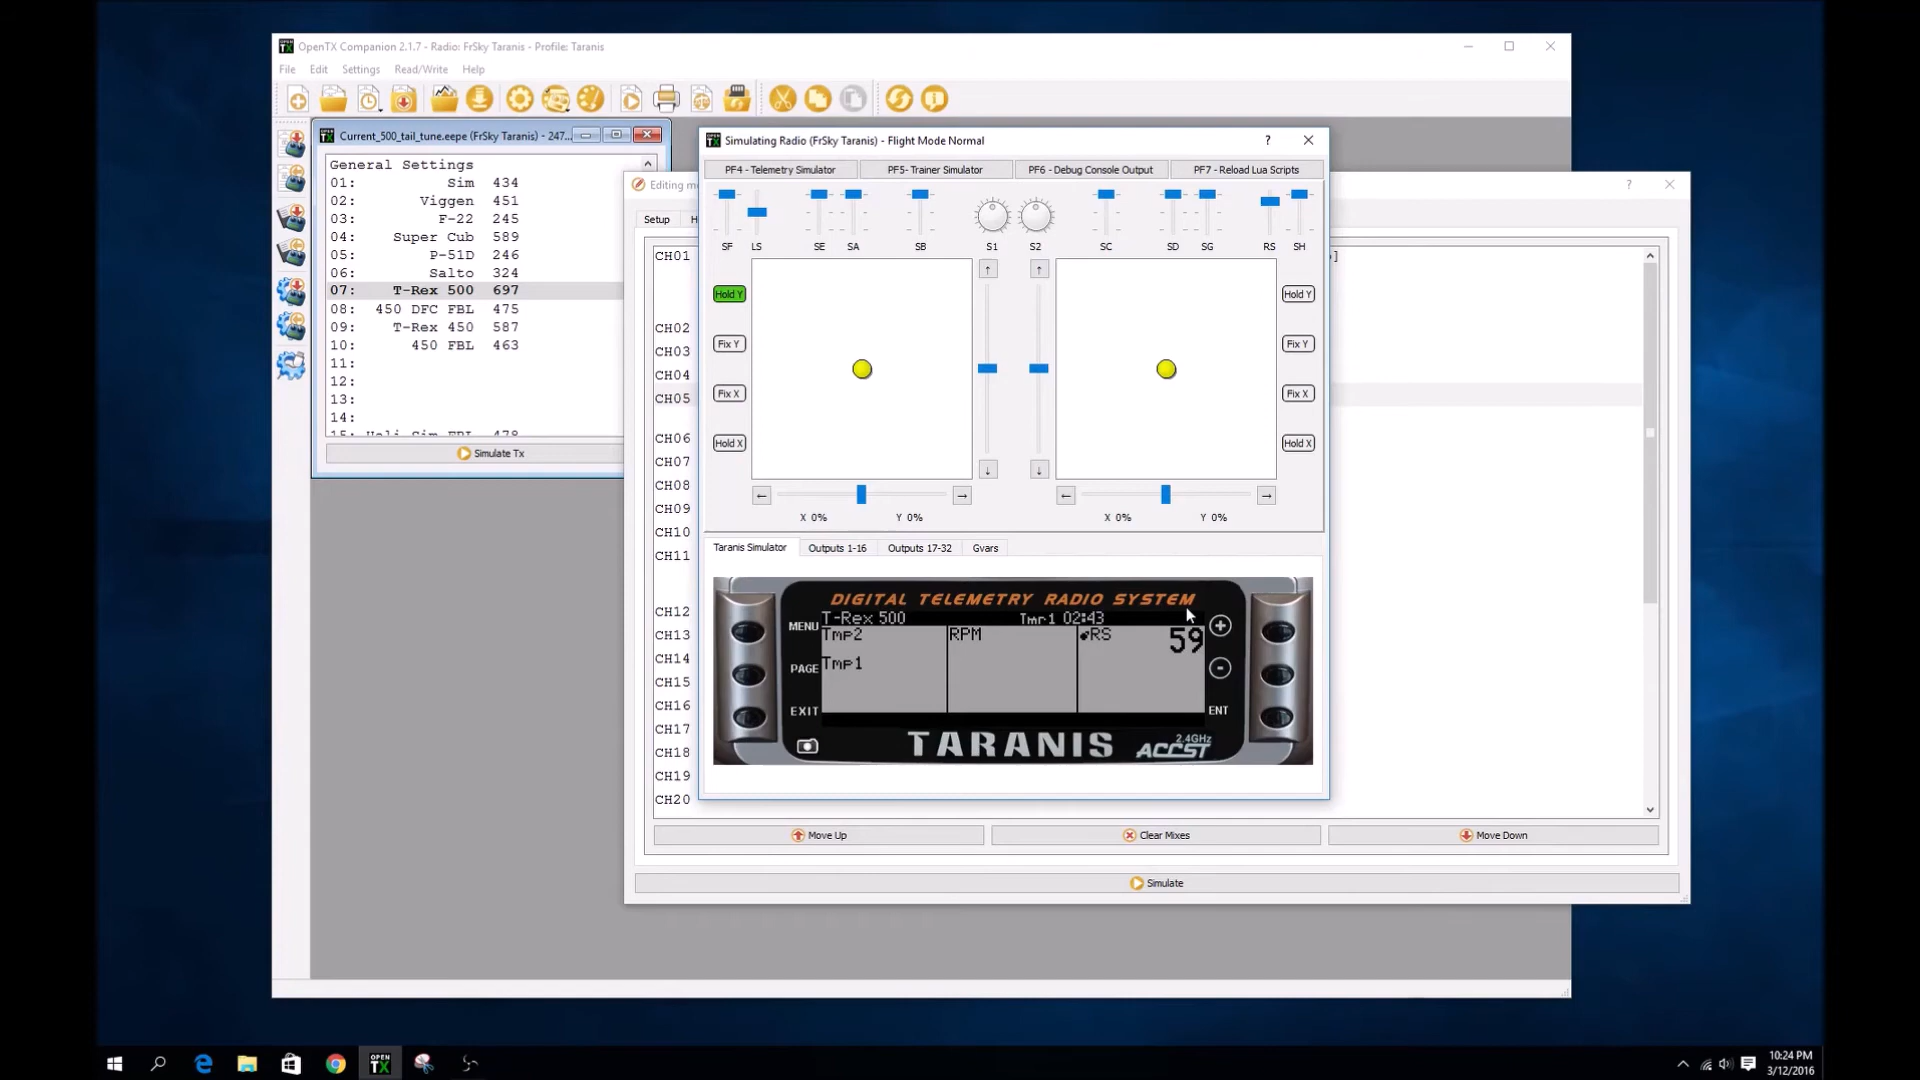 OpenTX Companion 2.1.7 - Radio: FrSky Taranis - Profile: Taranis
File Edit Settings Read/Write Help
Current_500_tail_tune.eepe (FrSky Taranis) - 247...
General Settings
01: Sim 434
02: Viggen 451
03: F-22 245
04: Super Cub 589
05: P-51D 246
06: Salto 324
07: T-Rex 500 697
08: 450 DFC FBL 475
09: T-Rex 450 587
10: 450 FBL 463
11:
12:
13:
14:
15: Heli Sim FBL 478
Simulate Tx
Editing m
Setup H
CH01
CH02
CH03
CH04
CH05
CH06
CH07
CH08
CH09
CH10
CH11
CH12
CH13
CH14
CH15
CH16
CH17
CH18
CH19
CH20
Move Up Clear Mixes Move Down
Simulate
Simulating Radio (FrSky Taranis) - Flight Mode Normal
PF4 - Telemetry Simulator PF5- Trainer Simulator PF6 - Debug Console Output PF7 - Reload Lua Scripts
SF LS SE SA SB S1 S2 SC SD SG RS SH
Hold Y Hold Y
Fix Y Fix Y
Fix X Fix X
Hold X Hold X
X 0% Y 0% X 0% Y 0%
Taranis Simulator Outputs 1-16 Outputs 17-32 Gvars
DIGITAL TELEMETRY RADIO SYSTEM
T-Rex 500 Tmr1 02:43
MENU
Tmp2 RPM RS 59
PAGE Tmp1
EXIT ENT
TARANIS 2.4GHz ACCST
OPEN TX
10:24 PM
3/12/2016